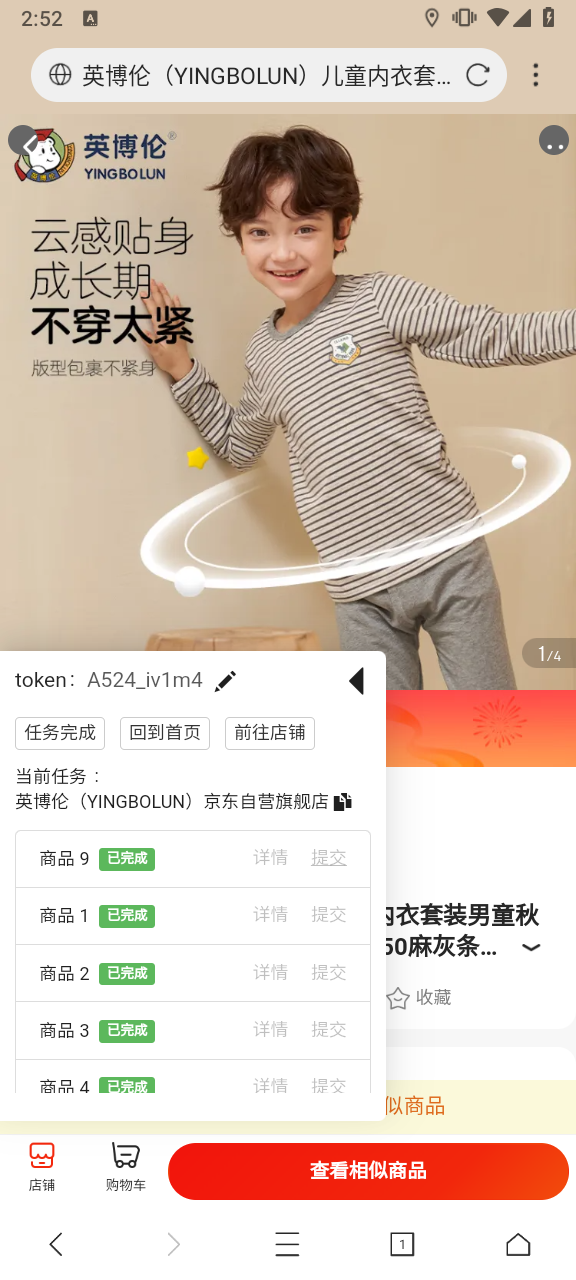 2:52
A
英博伦（YINGBOLUN）儿童内衣套...
英博伦®
YINGBOLUN
云感贴身
成长期
不穿太紧
版型包裹不紧身
1/4
token： A524_iv1m4
任务完成 回到首页 前往店铺
当前任务：
英博伦（YINGBOLUN）京东自营旗舰店
商品 9 已完成 详情 提交
商品 1 已完成 详情 提交
商品 2 已完成 详情 提交
商品 3 已完成 详情 提交
商品 4 已完成 详情 提交
内衣套装男童秋
50麻灰条...
收藏
似商品
店铺
购物车
查看相似商品
1